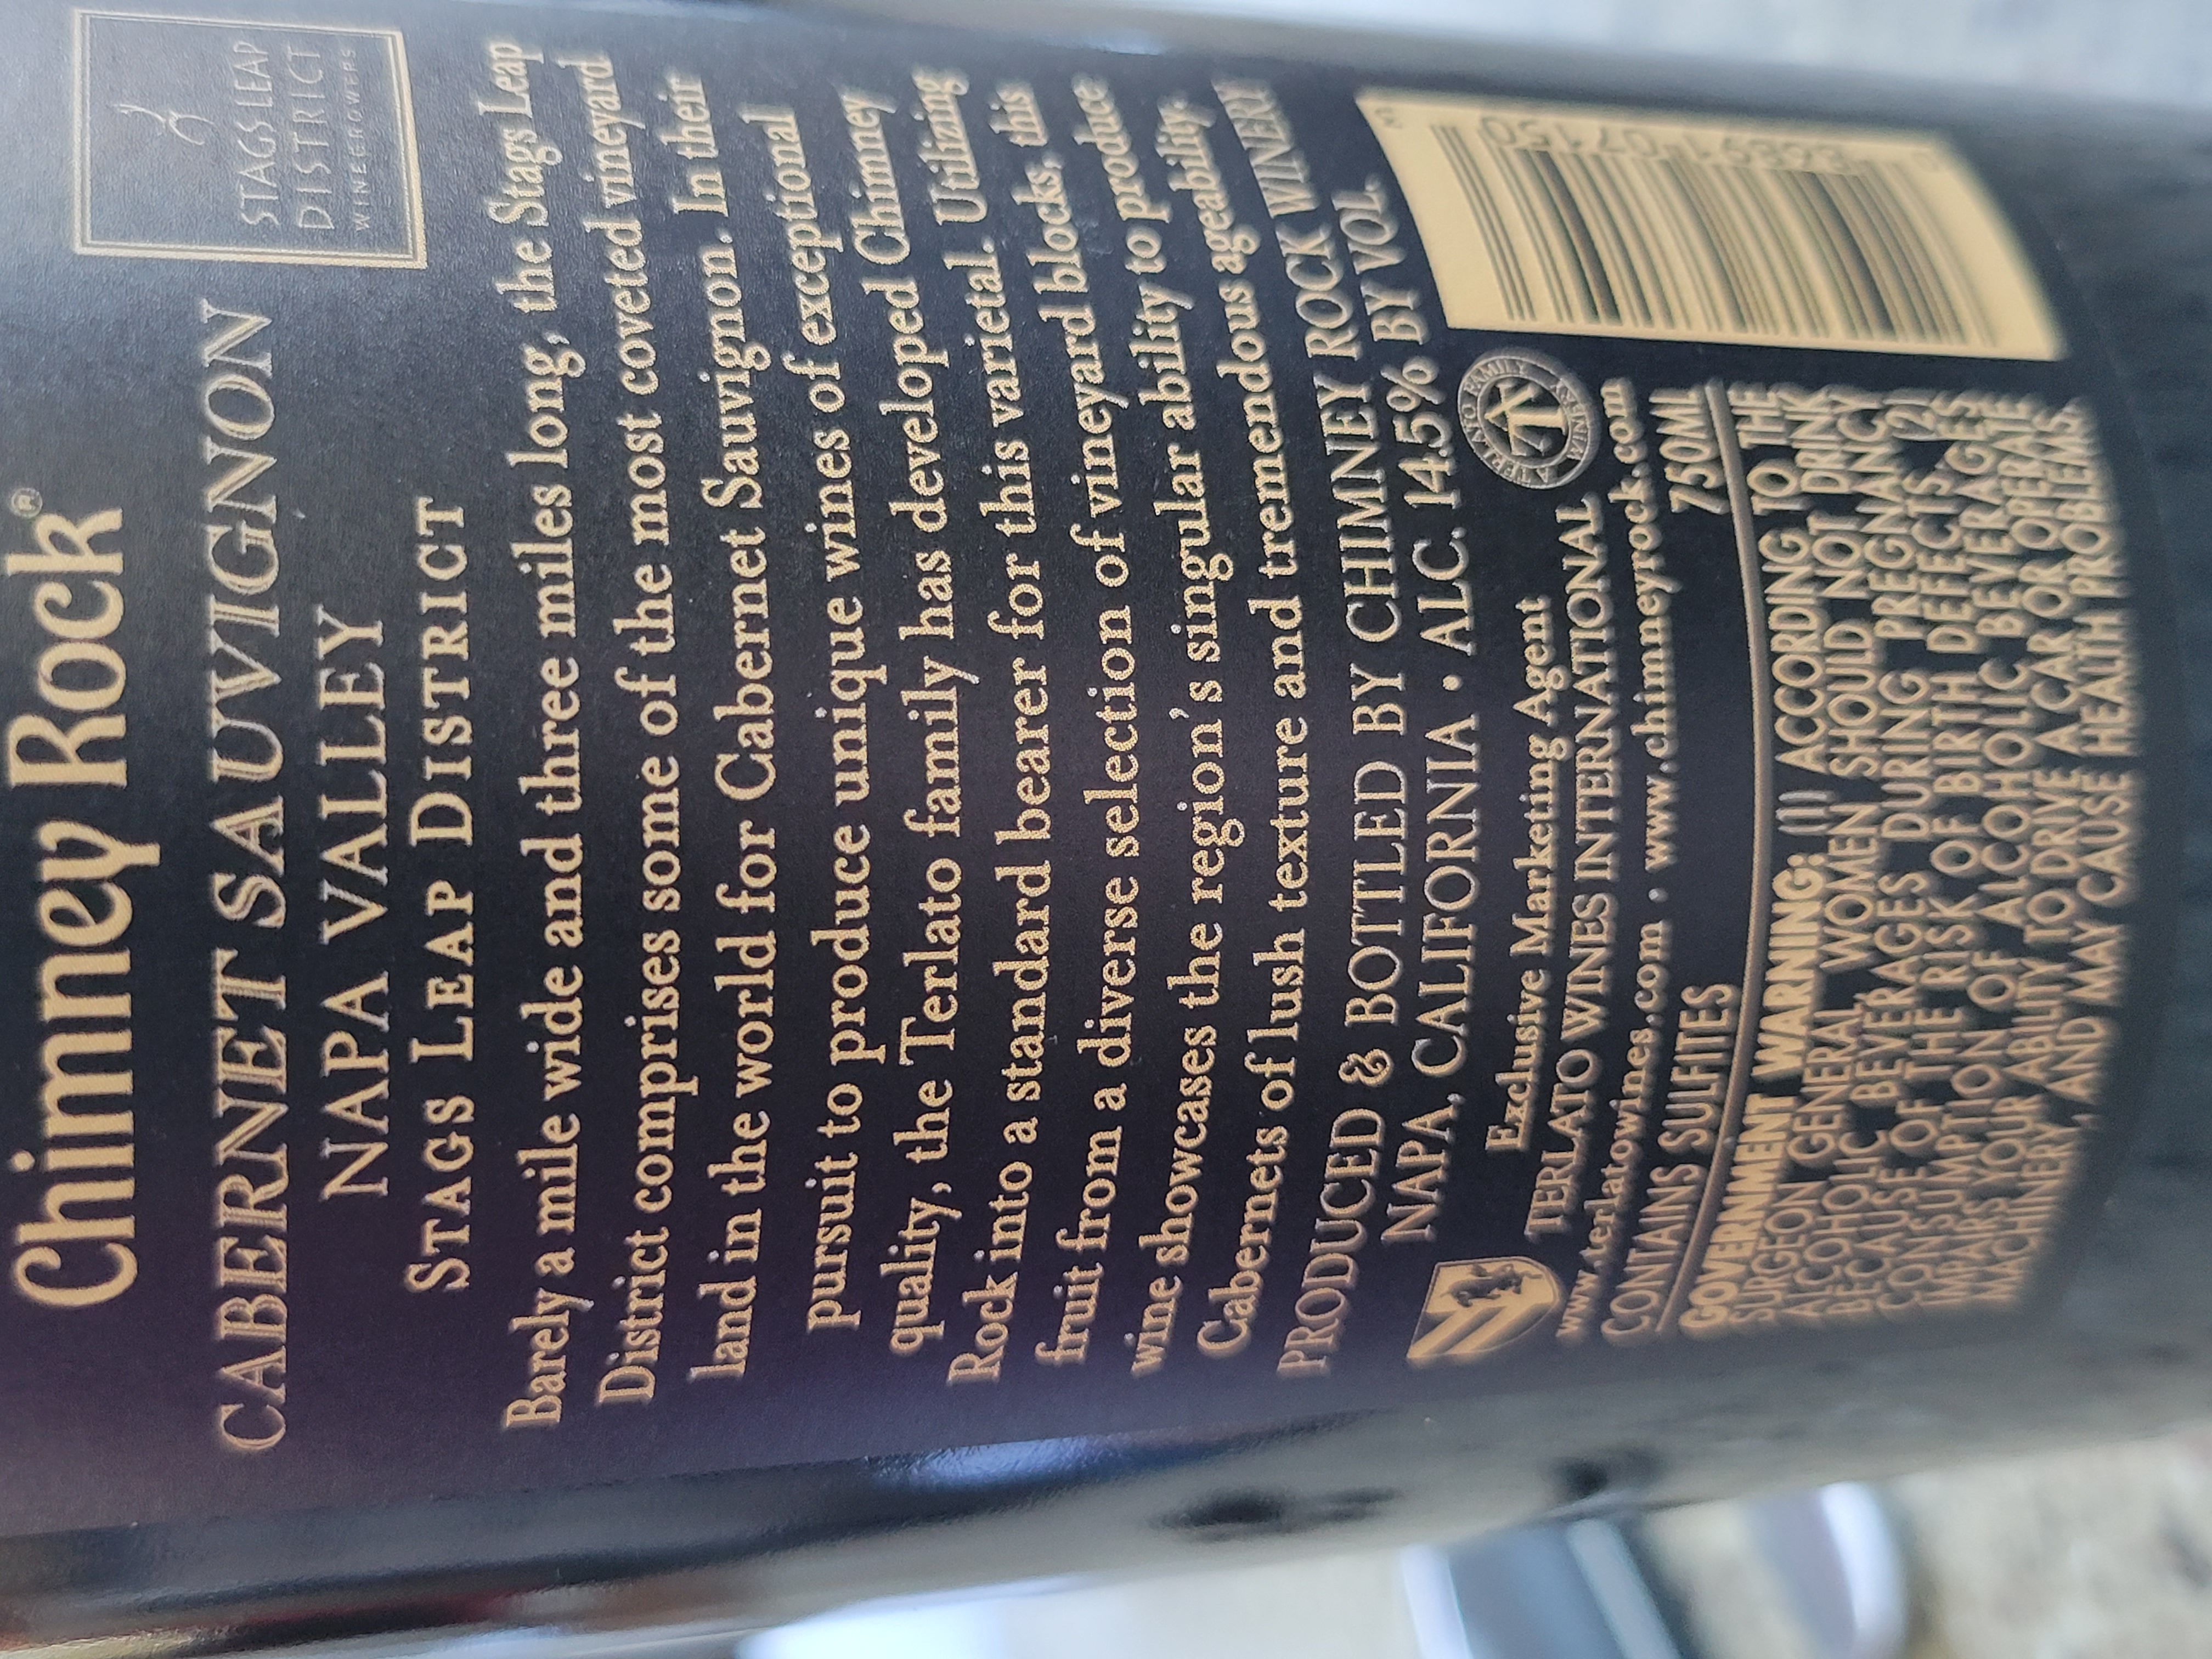 Chimney Rock®
CABERNET SAUVIGNON
NAPA VALLEY
STAGS LEAP DISTRICT
STAGS LEAP
DISTRICT
WINEGROWERS
Barely a mile wide and three miles long, the Stags Leap
District comprises some of the most coveted vineyard
land in the world for Cabernet Sauvignon. In their
pursuit to produce unique wines of exceptional
quality, the Terlato family has developed Chimney
Rock into a standard bearer for this varietal. Utilizing
fruit from a diverse selection of vineyard blocks, this
wine showcases the region's singular ability to produce
Cabernets of lush texture and tremendous ageability.
PRODUCED & BOTTLED BY CHIMNEY ROCK WINERY
NAPA, CALIFORNIA • ALC. 14.5% BY VOL.
Exclusive Marketing Agent
TERLATO WINES INTERNATIONAL
www.terlatowines.com • www.chimneyrock.com
CONTAINS SULFITES 750ML
TERLATO FAMILY
GOVERNMENT WARNING: (1) ACCORDING TO THE
SURGEON GENERAL, WOMEN SHOULD NOT DRINK
ALCOHOLIC BEVERAGES DURING PREGNANCY
BECAUSE OF THE RISK OF BIRTH DEFECTS. (2)
CONSUMPTION OF ALCOHOLIC BEVERAGES
IMPAIRS YOUR ABILITY TO DRIVE A CAR OR OPERATE
MACHINERY, AND MAY CAUSE HEALTH PROBLEMS.